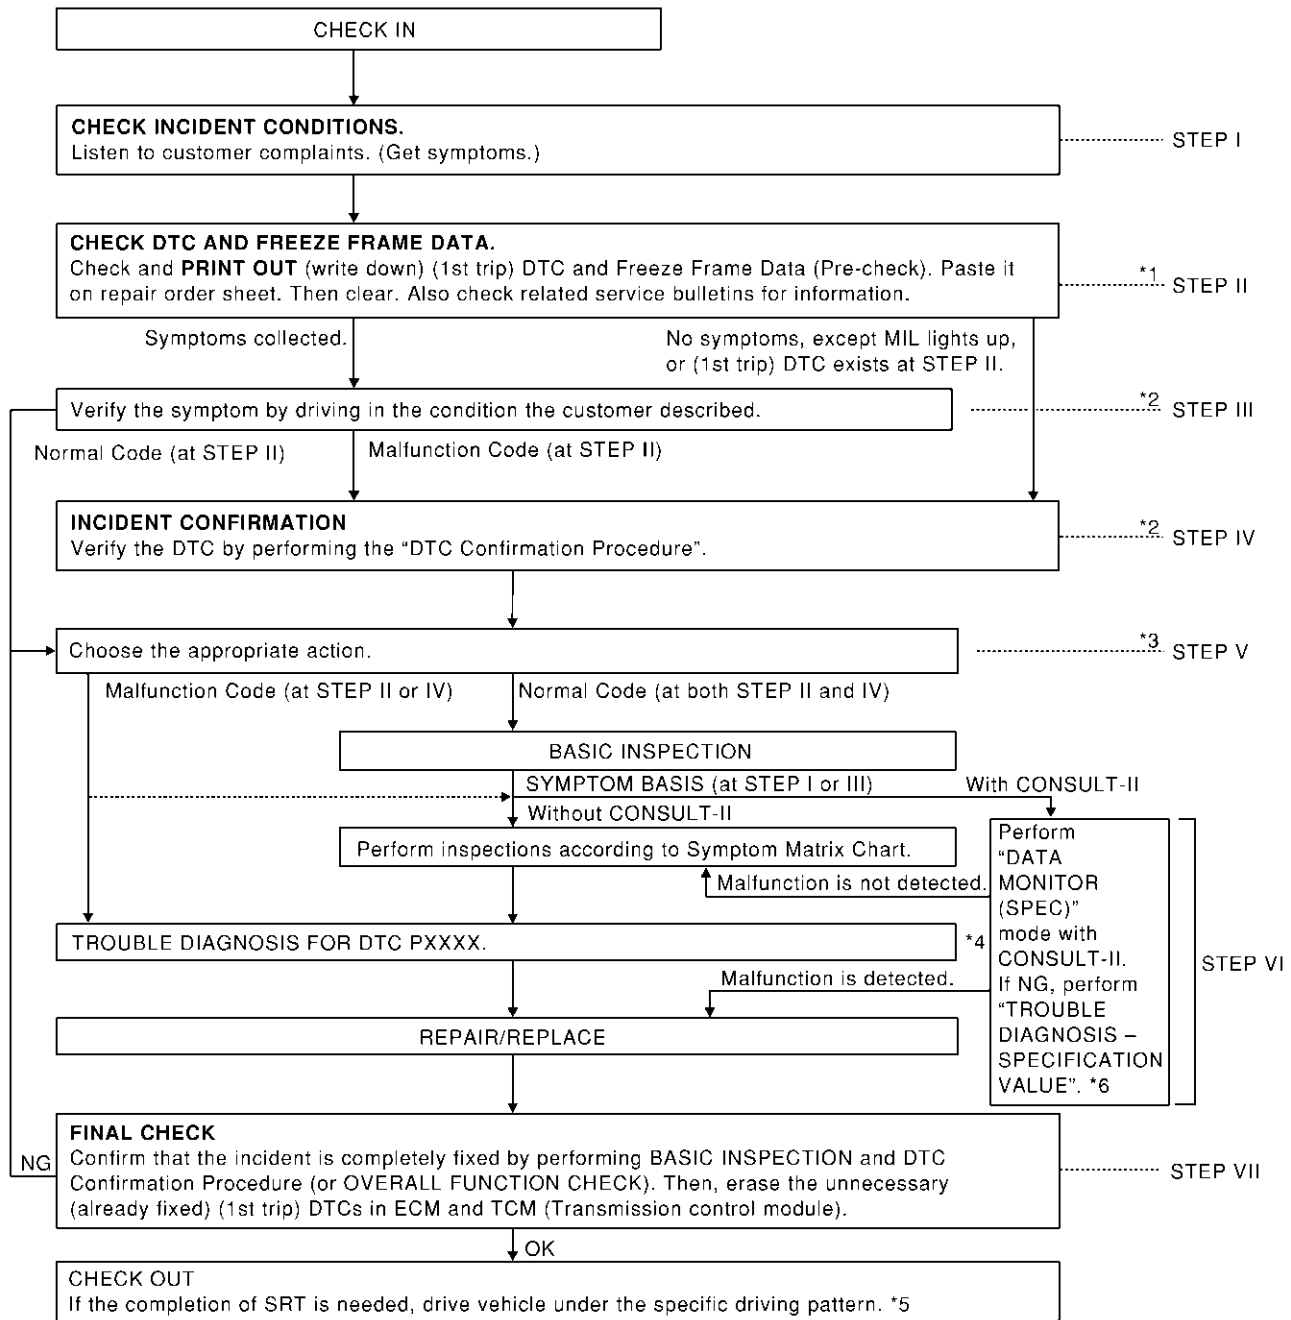 CHECK IN
CHECK INCIDENT CONDITIONS.
Listen to customer complaints. (Get symptoms.)
STEP I
CHECK DTC AND FREEZE FRAME DATA.
Check and PRINT OUT (write down) (1st trip) DTC and Freeze Frame Data (Pre-check). Paste it
on repair order sheet. Then clear. Also check related service bulletins for information.
*1
STEP II
Symptoms collected.
No symptoms, except MIL lights up,
or (1st trip) DTC exists at STEP II.
Verify the symptom by driving in the condition the customer described.
*2
STEP III
Normal Code (at STEP II)
Malfunction Code (at STEP II)
INCIDENT CONFIRMATION
Verify the DTC by performing the “DTC Confirmation Procedure”.
*2
STEP IV
Choose the appropriate action.
*3
STEP V
Malfunction Code (at STEP II or IV)
Normal Code (at both STEP II and IV)
BASIC INSPECTION
SYMPTOM BASIS (at STEP I or III)
With CONSULT-II
Without CONSULT-II
Perform inspections according to Symptom Matrix Chart.
Malfunction is not detected.
Perform
“DATA
MONITOR
(SPEC)”
mode with
CONSULT-II.
If NG, perform
“TROUBLE
DIAGNOSIS –
SPECIFICATION
VALUE”. *6
STEP VI
TROUBLE DIAGNOSIS FOR DTC PXXXX.
*4
Malfunction is detected.
REPAIR/REPLACE
FINAL CHECK
Confirm that the incident is completely fixed by performing BASIC INSPECTION and DTC
Confirmation Procedure (or OVERALL FUNCTION CHECK). Then, erase the unnecessary
(already fixed) (1st trip) DTCs in ECM and TCM (Transmission control module).
NG
STEP VII
OK
CHECK OUT
If the completion of SRT is needed, drive vehicle under the specific driving pattern. *5